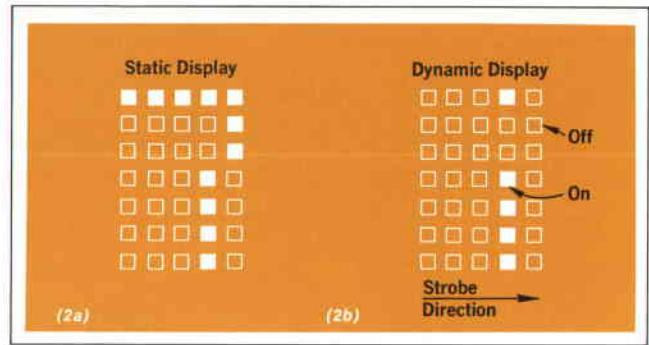 Static Display
Dynamic Display
Off
On
Strobe
Direction
(2a)
(2b)